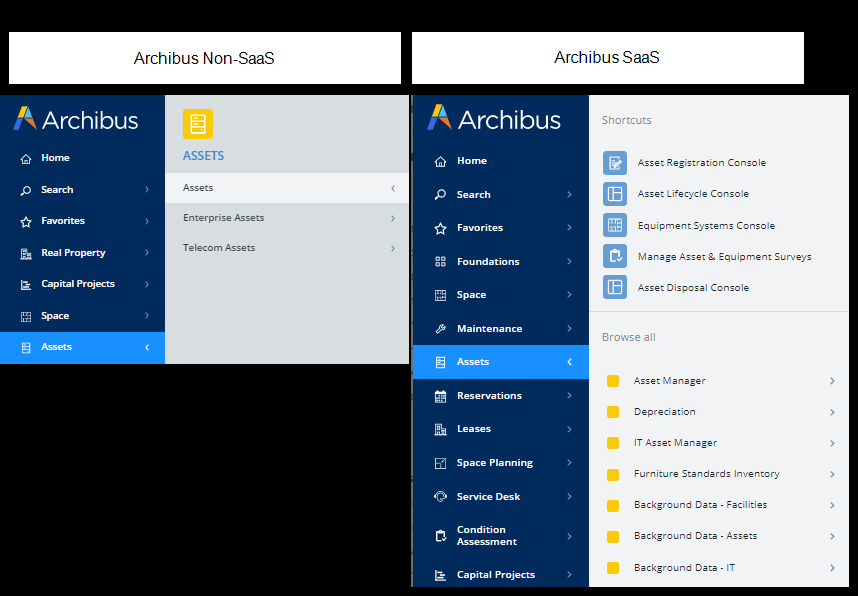 Archibus Non-SaaS
Archibus SaaS
Archibus
Home
Search
Favorites
Real Property
Capital Projects
Space
Assets
ASSETS
Assets
Enterprise Assets
Telecom Assets
Archibus
Home
Search
Favorites
Foundations
Space
Maintenance
Assets
Reservations
Leases
Space Planning
Service Desk
Condition
Assessment
Capital Projects
Shortcuts
Asset Registration Console
Asset Lifecycle Console
Equipment Systems Console
Manage Asset & Equipment Surveys
Asset Disposal Console
Browse all
Asset Manager
Depreciation
IT Asset Manager
Furniture Standards Inventory
Background Data - Facilities
Background Data - Assets
Background Data - IT